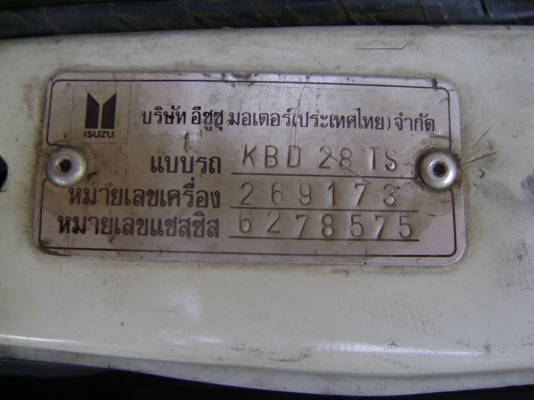 ISUZU
บริษัท อีซูซุ มอเตอร์(ประเทศไทย) จำกัด
แบบรถ KBD 28 TS
หมายเลขเครื่อง 269173
หมายเลขแชสซิส 6278575